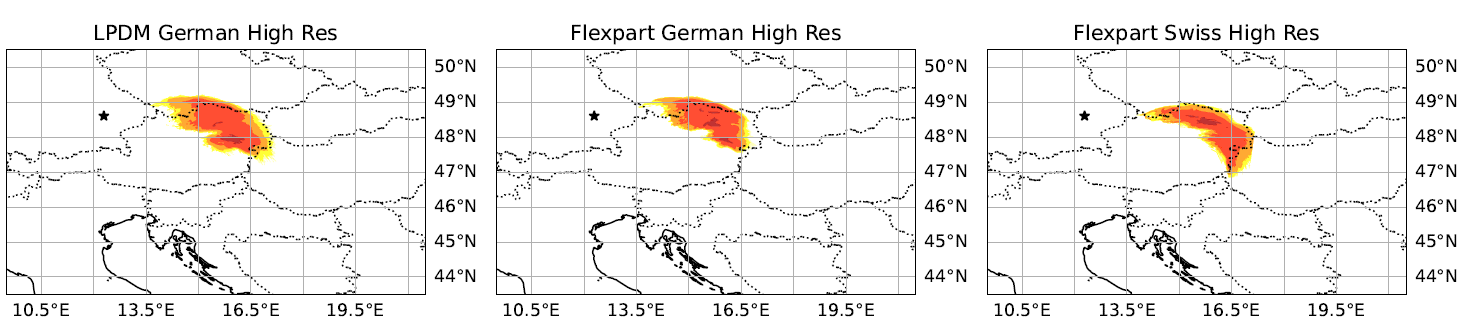 LPDM German High Res
Flexpart German High Res
Flexpart Swiss High Res
50°N
49°N
48°N
47°N
46°N
45°N
44°N
50°N
49°N
48°N
47°N
46°N
45°N
44°N
50°N
49°N
48°N
47°N
46°N
45°N
44°N
10.5°E 13.5°E 16.5°E 19.5°E
10.5°E 13.5°E 16.5°E 19.5°E
10.5°E 13.5°E 16.5°E 19.5°E